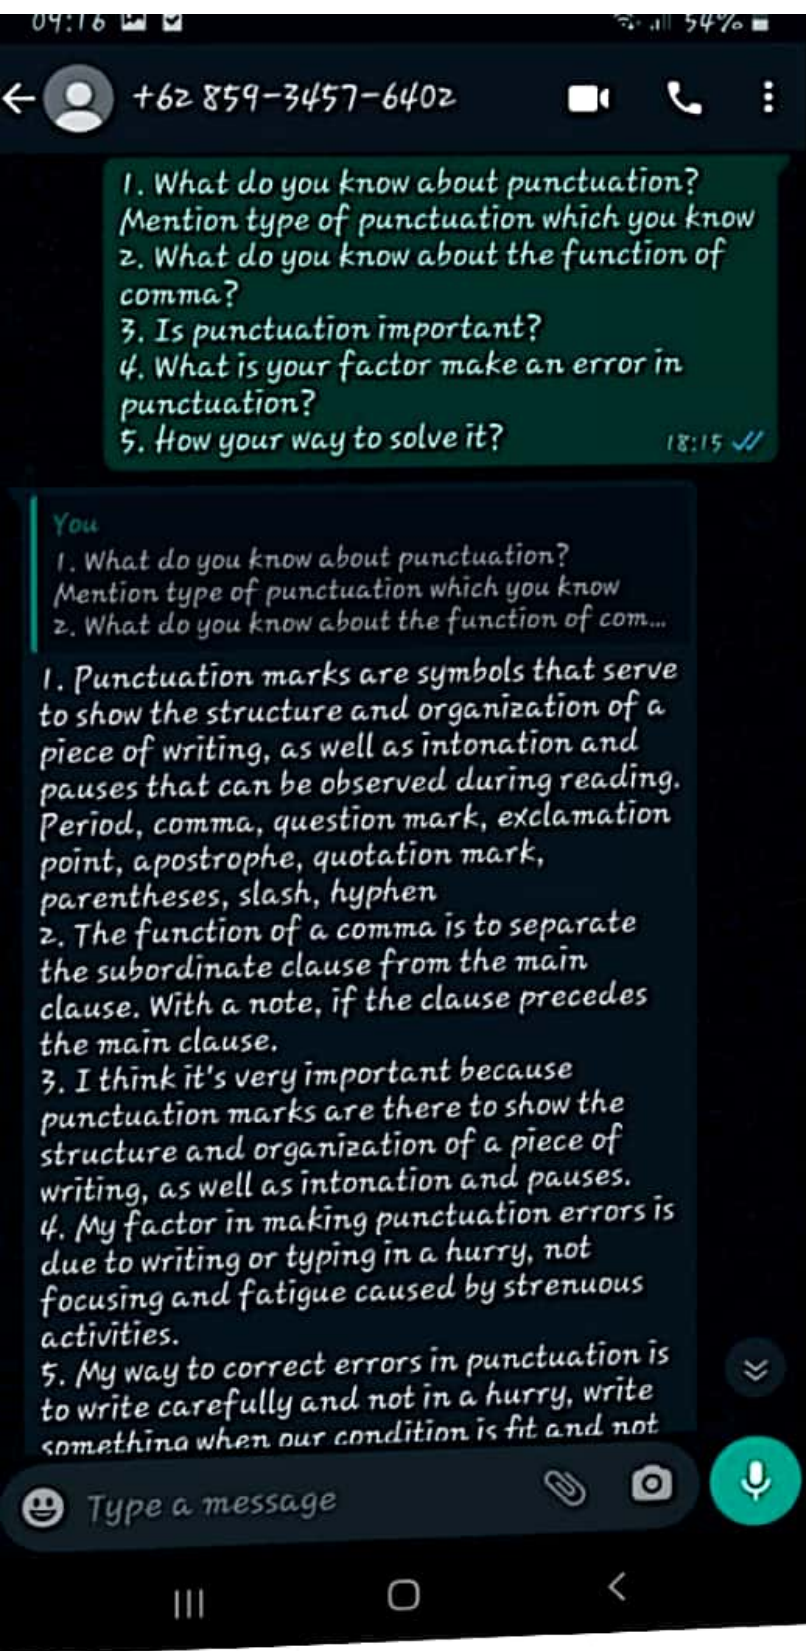 09:16
54%
+62 859-3457-6402
1. What do you know about punctuation?
Mention type of punctuation which you know
2. What do you know about the function of
comma?
3. Is punctuation important?
4. What is your factor make an error in
punctuation?
5. How your way to solve it?
18:15
You
1. What do you know about punctuation?
Mention type of punctuation which you know
2. What do you know about the function of com...
1. Punctuation marks are symbols that serve
to show the structure and organization of a
piece of writing, as well as intonation and
pauses that can be observed during reading.
Period, comma, question mark, exclamation
point, apostrophe, quotation mark,
parentheses, slash, hyphen
2. The function of a comma is to separate
the subordinate clause from the main
clause. With a note, if the clause precedes
the main clause.
3. I think it's very important because
punctuation marks are there to show the
structure and organization of a piece of
writing, as well as intonation and pauses.
4. My factor in making punctuation errors is
due to writing or typing in a hurry, not
focusing and fatigue caused by strenuous
activities.
5. My way to correct errors in punctuation is
to write carefully and not in a hurry, write
something when our condition is fit and not
Type a message